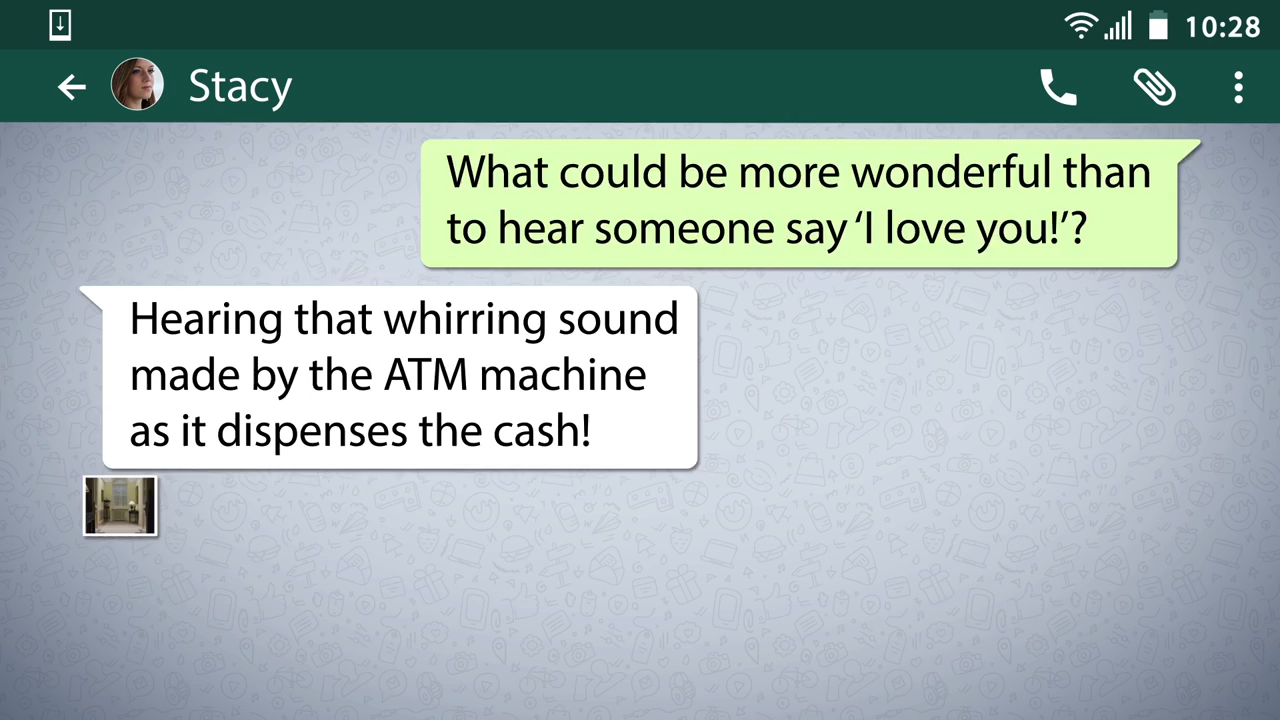 10:28
Stacy
What could be more wonderful than
to hear someone say ‘I love you!’?
Hearing that whirring sound
made by the ATM machine
as it dispenses the cash!